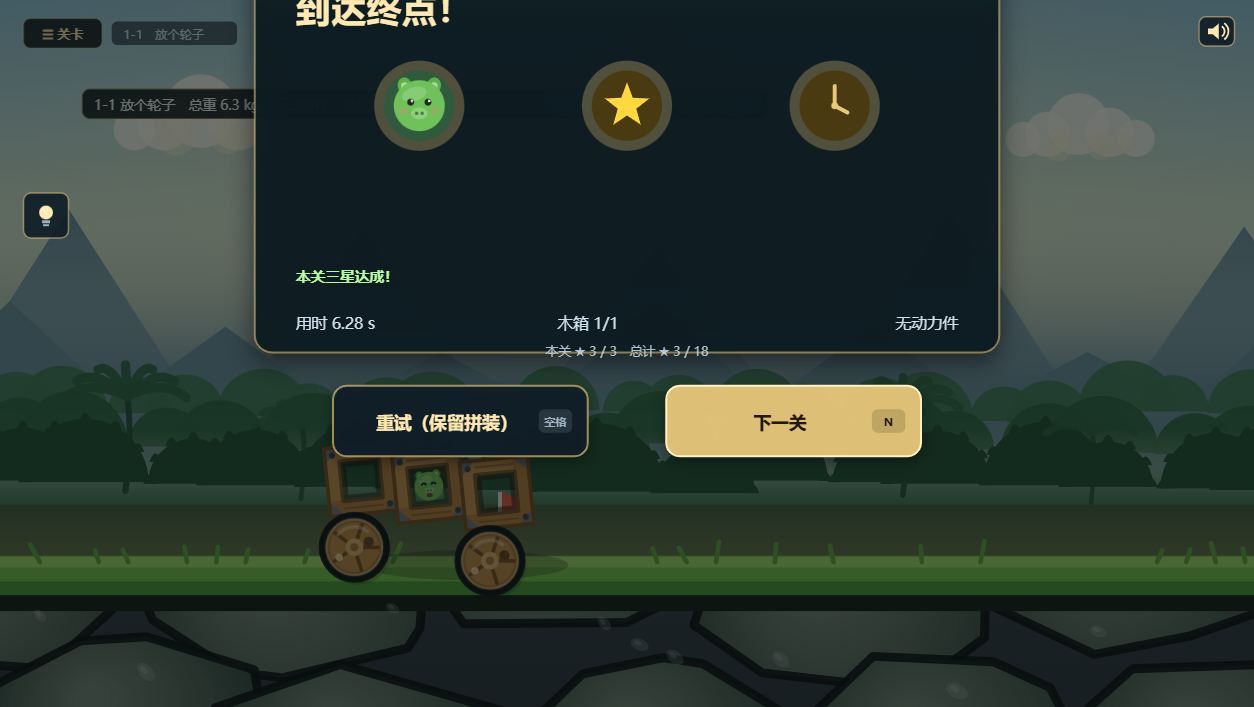 到达终点!
☰ 关卡
1-1 放个轮子
1-1 放个轮子 总重 6.3 kg
本关三星达成!
用时 6.28 s
木箱 1/1
无动力件
本关 ★ 3 / 3 总计 ★ 3 / 18
重试（保留拼装）
空格
下一关
N